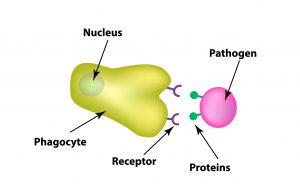 Nucleus
Pathogen
Phagocyte
Receptor
Proteins